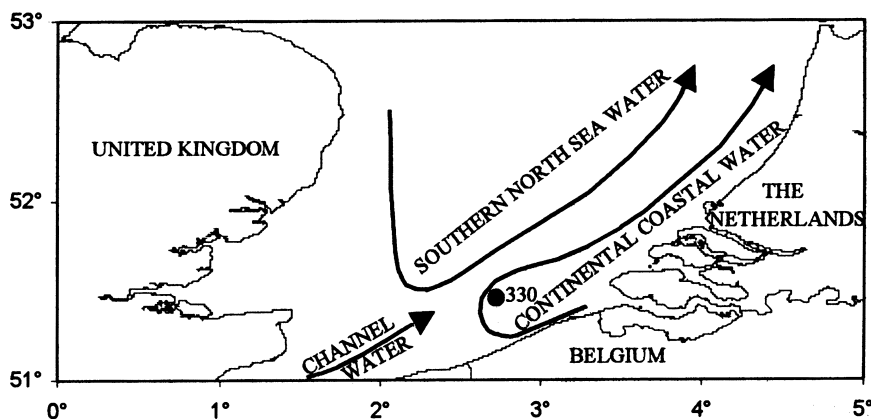 53°
UNITED KINGDOM
SOUTHERN NORTH SEA WATER
52°
THE
NETHERLANDS
CONTINENTAL COASTAL WATER
330
CHANNEL
WATER
BELGIUM
51°
0° 1° 2° 3° 4° 5°